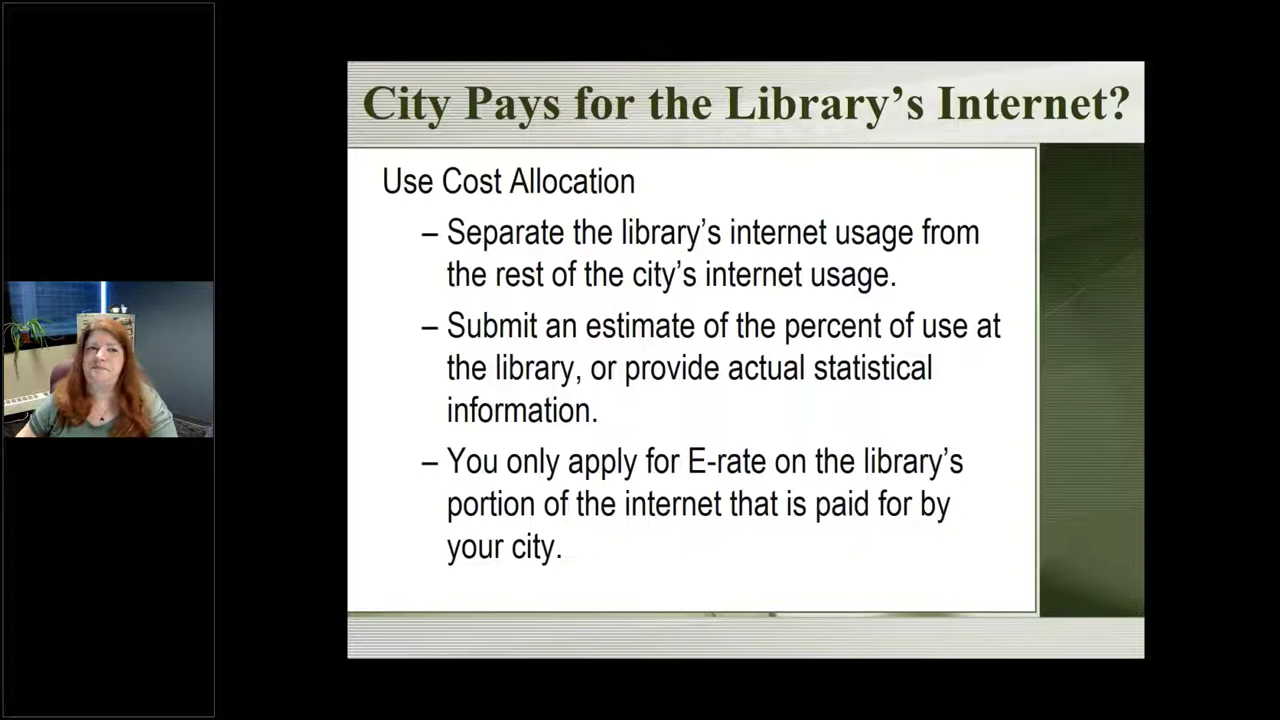 City Pays for the Library's Internet?
Use Cost Allocation
– Separate the library's internet usage from
the rest of the city's internet usage.
– Submit an estimate of the percent of use at
the library, or provide actual statistical
information.
– You only apply for E-rate on the library's
portion of the internet that is paid for by
your city.